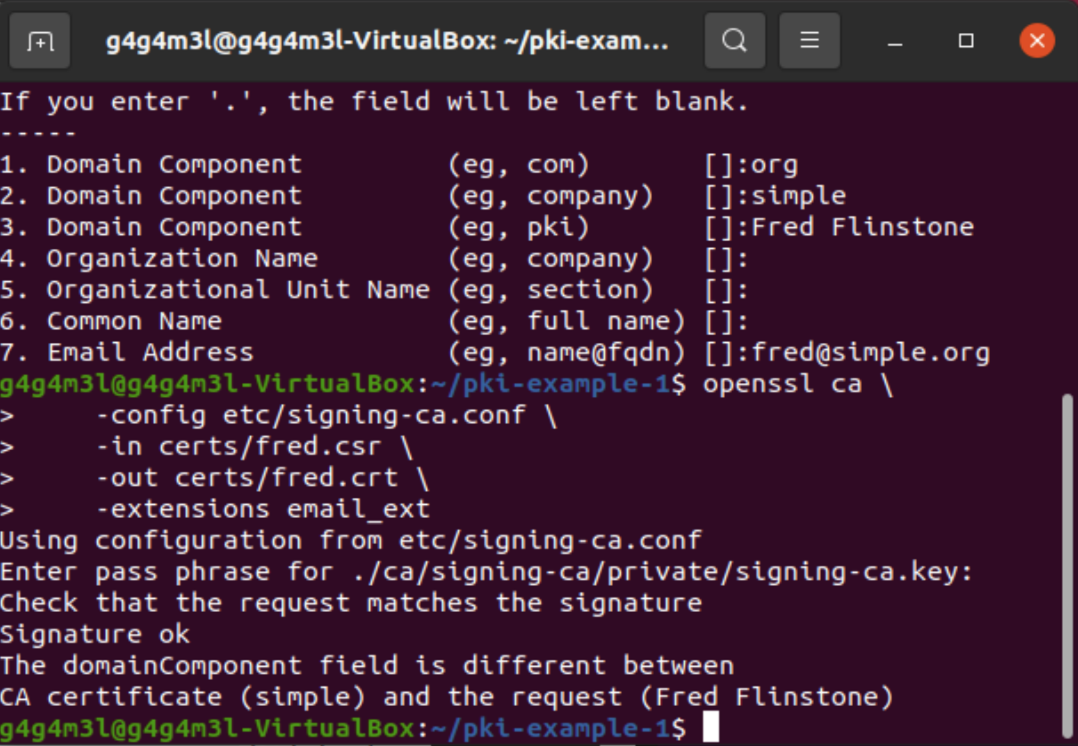 g4g4m3l@g4g4m3l-VirtualBox: ~/pki-exam...
If you enter '.', the field will be left blank.
-----
1. Domain Component         (eg, com)       []:org
2. Domain Component         (eg, company)   []:simple
3. Domain Component         (eg, pki)       []:Fred Flinstone
4. Organization Name        (eg, company)   []:
5. Organizational Unit Name (eg, section)   []:
6. Common Name              (eg, full name) []:
7. Email Address            (eg, name@fqdn) []:fred@simple.org
g4g4m3l@g4g4m3l-VirtualBox:~/pki-example-1$ openssl ca \
>     -config etc/signing-ca.conf \
>     -in certs/fred.csr \
>     -out certs/fred.crt \
>     -extensions email_ext
Using configuration from etc/signing-ca.conf
Enter pass phrase for ./ca/signing-ca/private/signing-ca.key:
Check that the request matches the signature
Signature ok
The domainComponent field is different between
CA certificate (simple) and the request (Fred Flinstone)
g4g4m3l@g4g4m3l-VirtualBox:~/pki-example-1$